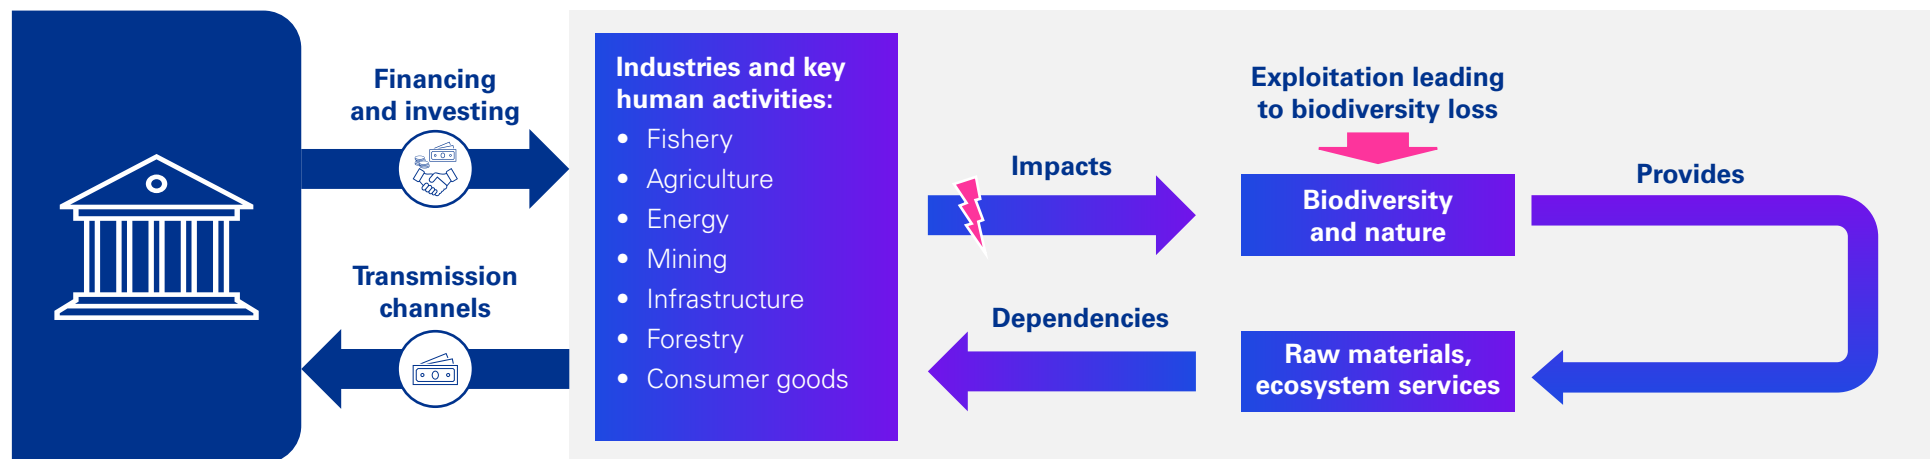 Financing
and investing
Transmission
channels
Industries and key
human activities:
• Fishery
• Agriculture
• Energy
• Mining
• Infrastructure
• Forestry
• Consumer goods
Impacts
Dependencies
Exploitation leading
to biodiversity loss
Biodiversity
and nature
Provides
Raw materials,
ecosystem services